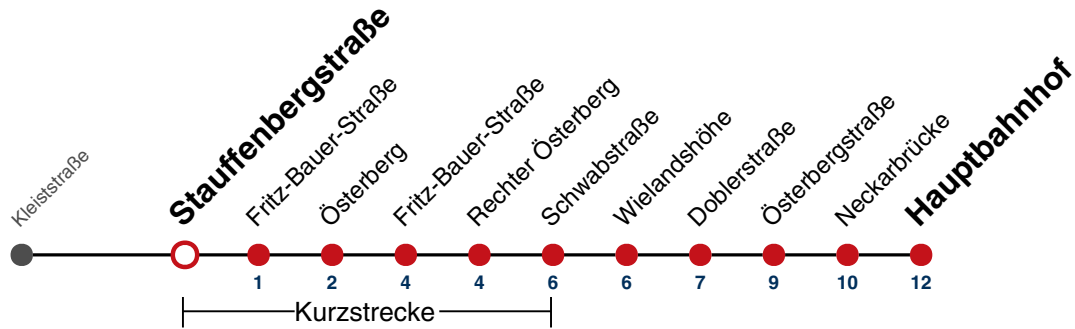 Kleiststraße
Stauffenbergstraße
Fritz-Bauer-Straße
Österberg
Fritz-Bauer-Straße
Rechter Österberg
Schwabstraße
Wielandshöhe
Doblerstraße
Österbergstraße
Neckarbrücke
Hauptbahnhof
1 2 4 4 6 6 7 9 10 12
Kurzstrecke